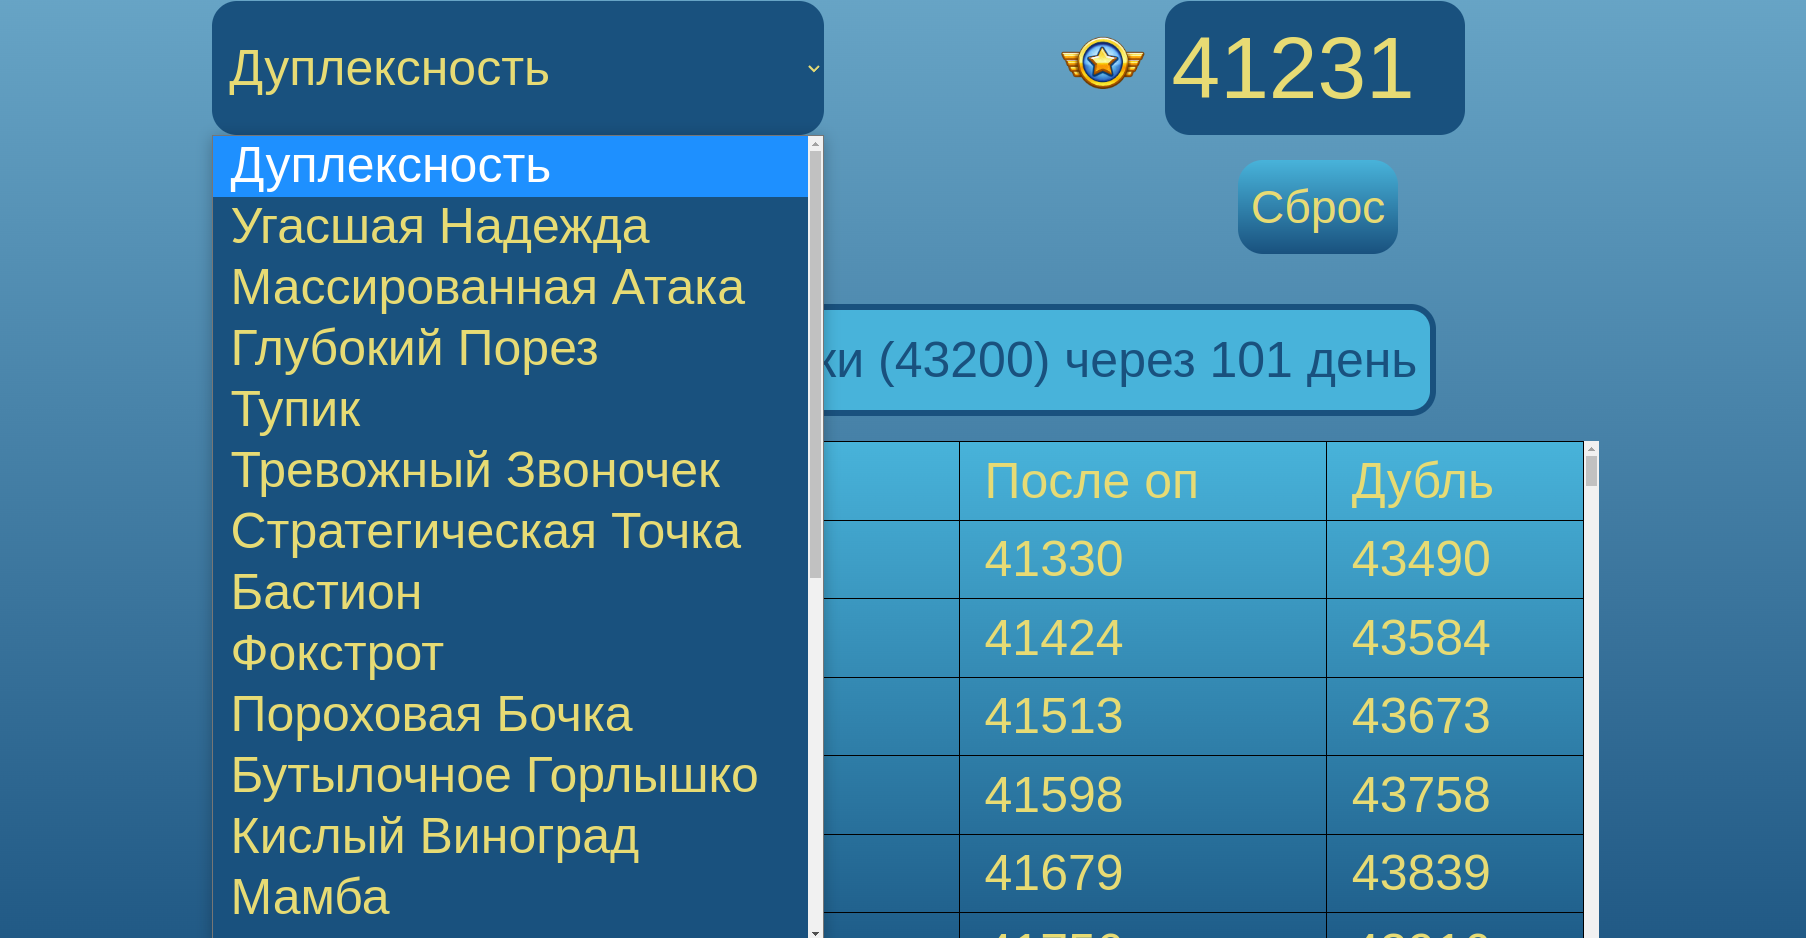 Дуплексность
41231
Дуплексность
Сброс
Угасшая Надежда
Массированная Атака
Глубокий Порез
ки (43200) через 101 день
Тупик
Тревожный Звоночек
После оп Дубль
Стратегическая Точка
41330 43490
Бастион
Фокстрот
41424 43584
Пороховая Бочка
41513 43673
Бутылочное Горлышко
41598 43758
Кислый Виноград
41679 43839
Мамба